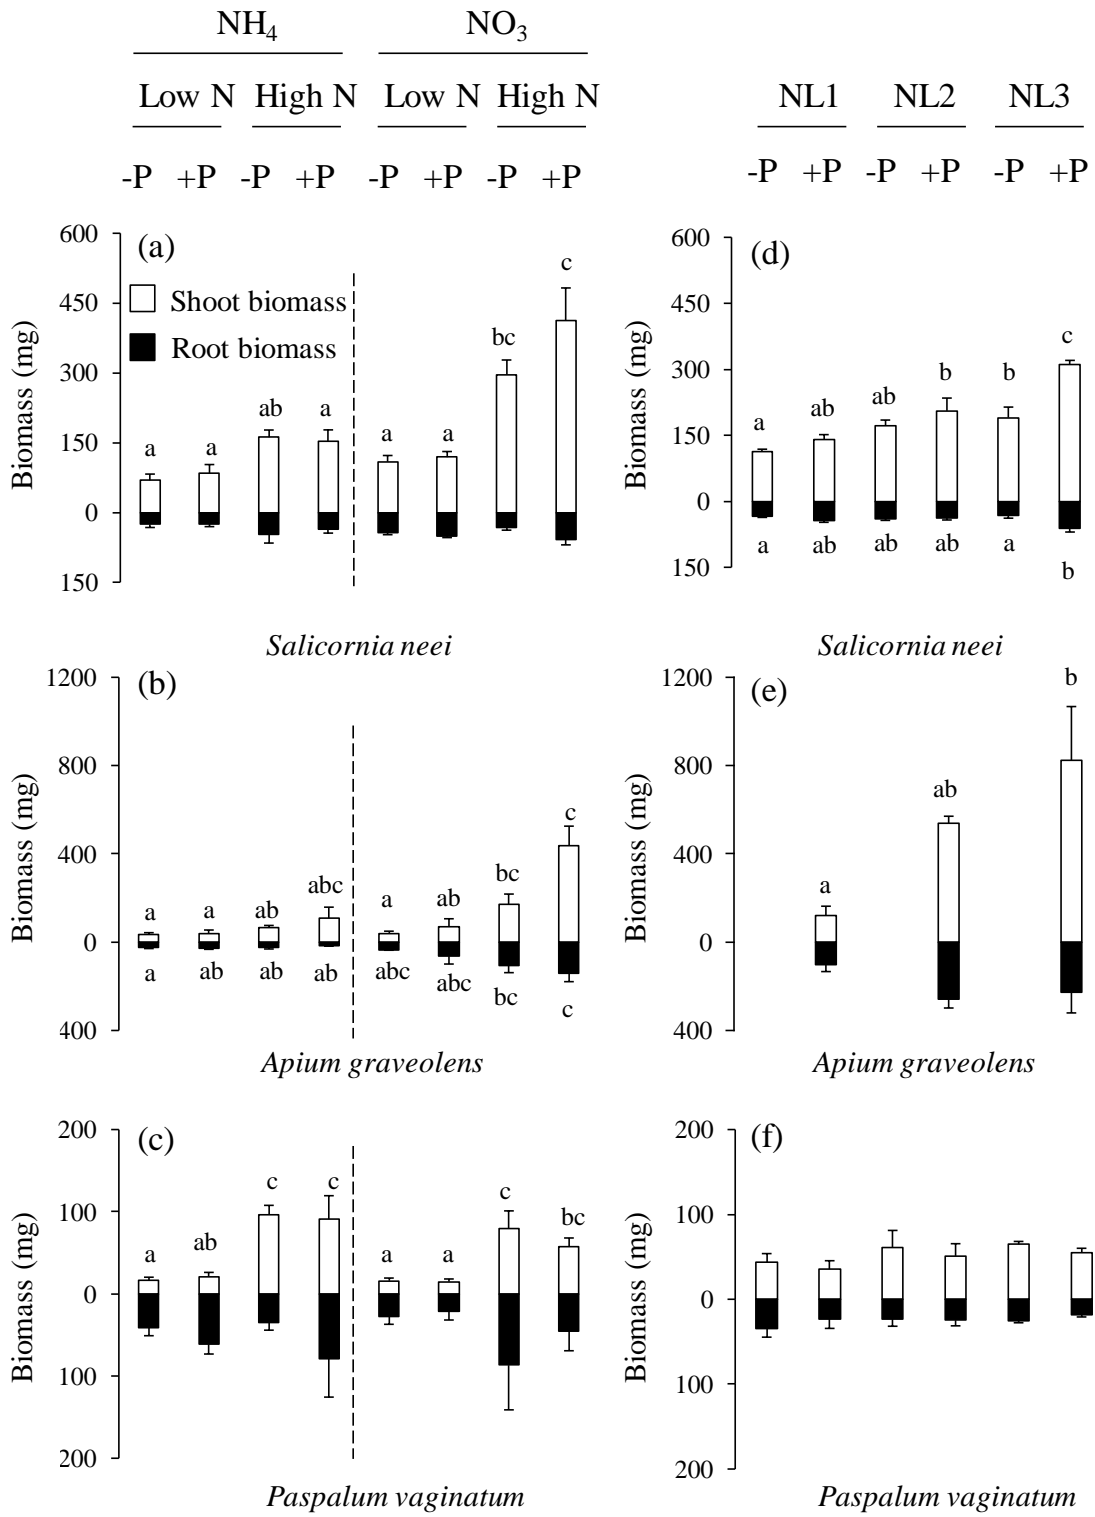 NH4 NO3
Low N High N Low N High N NL1 NL2 NL3
-P +P -P +P -P +P -P +P -P +P -P +P -P +P
600 (a) c
450 Shoot biomass bc
300 Root biomass
150 a a ab a a a
0
150
Biomass (mg)
Salicornia neei
600 (d)
450
300 c
150 a ab ab b b
0
150 a ab ab ab a b
Biomass (mg)
Salicornia neei
1200 (b)
800
400 a a ab abc a ab bc c
0
400 a ab ab ab abc abc bc c
Biomass (mg)
Apium graveolens
1200 (e) b
800 ab
400 a
0
400
Biomass (mg)
Apium graveolens
200 (c)
100 a ab c c a a c bc
0
100
200
Biomass (mg)
Paspalum vaginatum
200 (f)
100
0
100
200
Biomass (mg)
Paspalum vaginatum